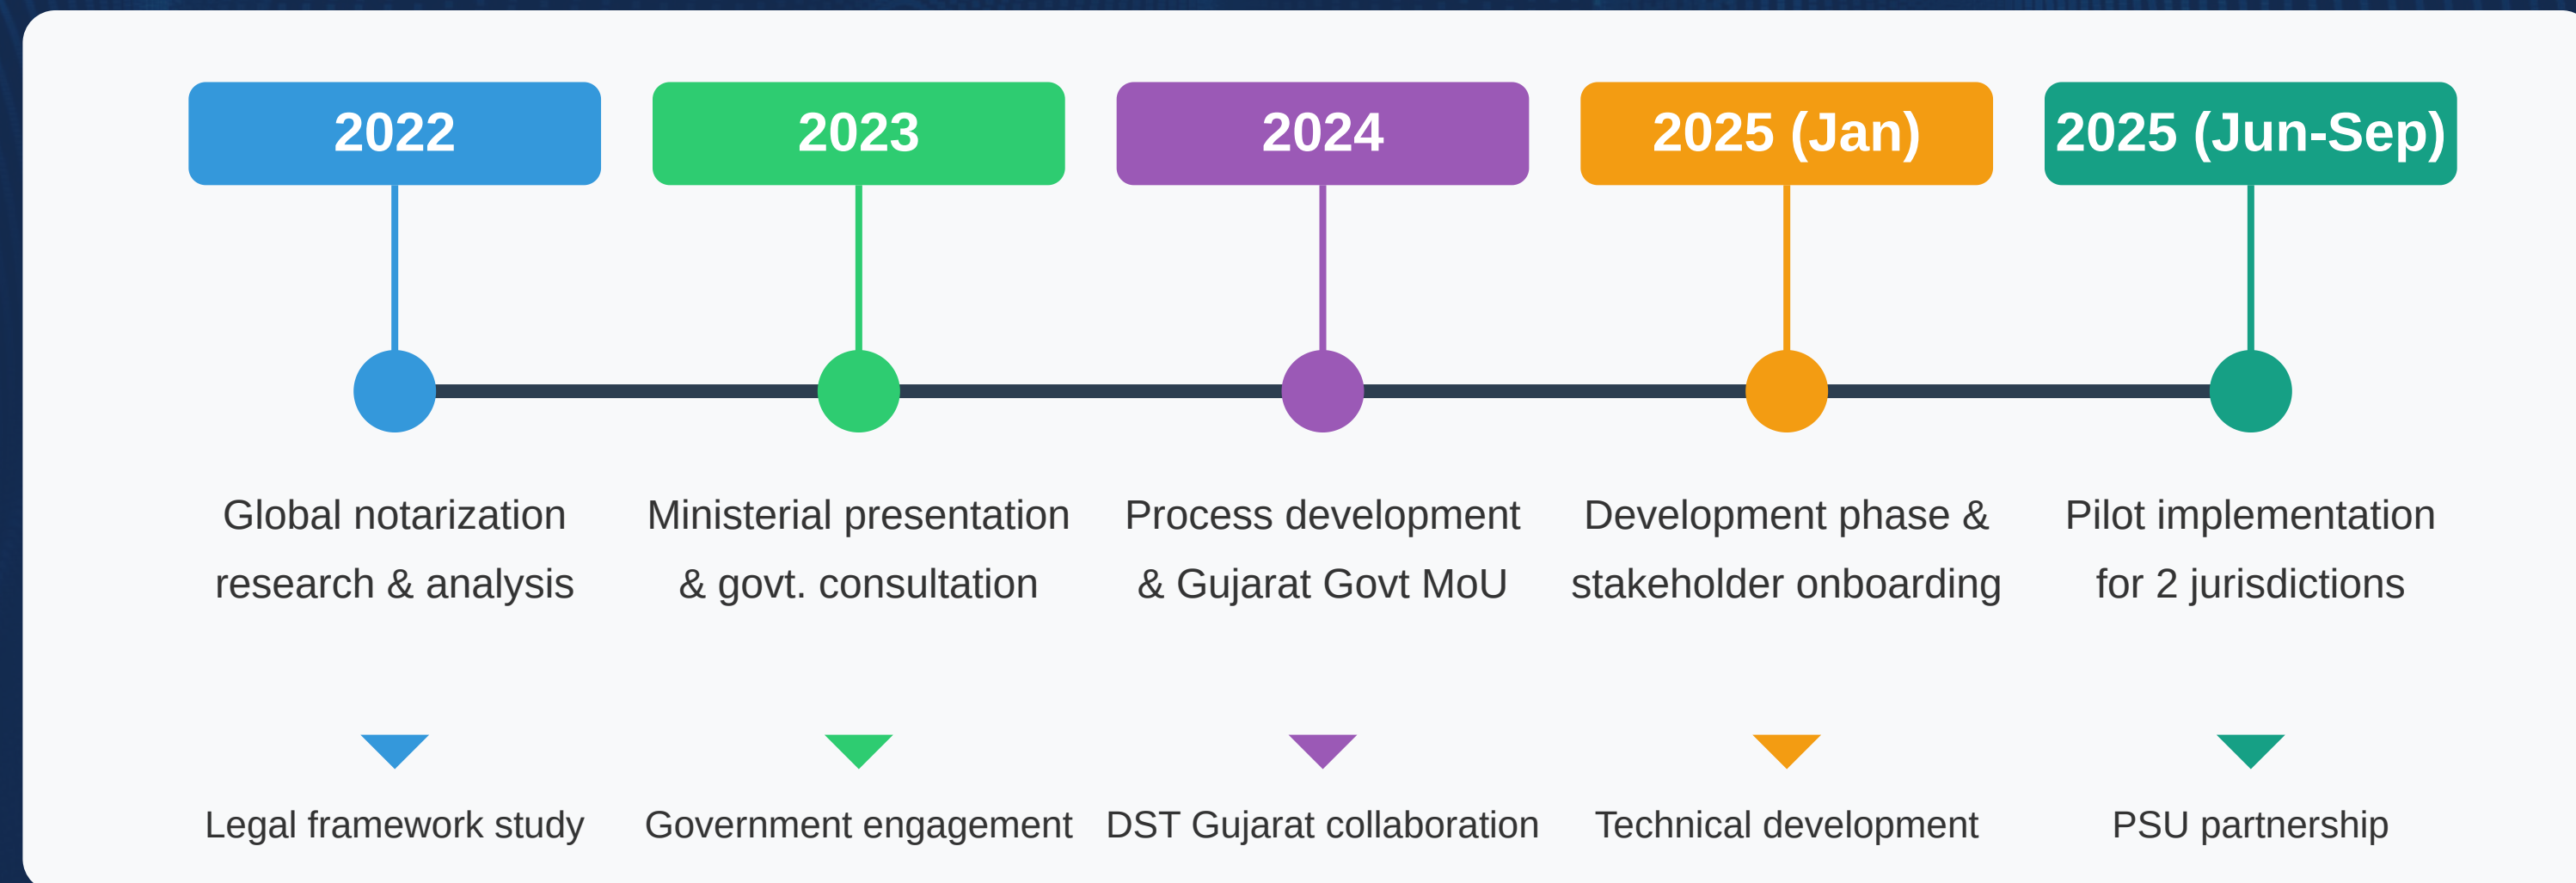 2022
2023
2024
2025 (Jan)
2025 (Jun-Sep)
Global notarization
research & analysis
Ministerial presentation
& govt. consultation
Process development
& Gujarat Govt MoU
Development phase &
stakeholder onboarding
Pilot implementation
for 2 jurisdictions
Legal framework study
Government engagement
DST Gujarat collaboration
Technical development
PSU partnership